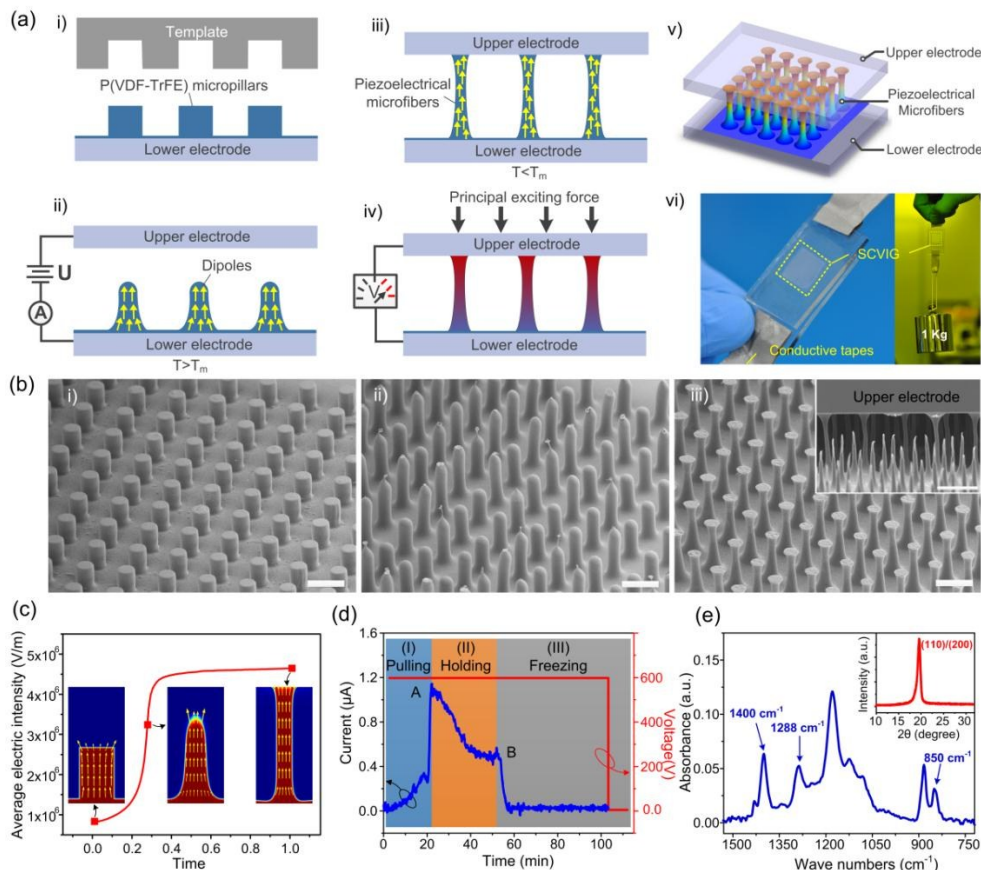 (a)
i)
Template
P(VDF-TrFE) micropillars
Lower electrode
ii)
Upper electrode
U
A
Dipoles
Lower electrode
T>Tm
iii)
Upper electrode
Piezoelectrical
microfibers
Lower electrode
T<Tm
iv)
Principal exciting force
Upper electrode
V
Lower electrode
v)
Upper electrode
Piezoelectrical
Microfibers
Lower electrode
vi)
SCVIG
1 Kg
Conductive tapes
(b)
i)
ii)
iii)
Upper electrode
(c)
Average electric intensity (V/m)
5x10⁶
4x10⁶
3x10⁶
2x10⁶
1x10⁶
0.0 0.2 0.4 0.6 0.8 1.0
Time
(d)
Current (μA)
1.6
1.2
0.8
0.4
0.0
(I) (II) (III)
Pulling Holding Freezing
A
B
600
400
200
0.0
Voltage(V)
0 20 40 60 80 100
Time (min)
(e)
Absorbance (a.u.)
0.15
0.10
0.05
0.00
1400 cm⁻¹
1288 cm⁻¹
850 cm⁻¹
Intensity (a.u.)
(110)/(200)
10 20 30
2θ (degree)
1500 1350 1200 1050 900 750
Wave numbers (cm⁻¹)